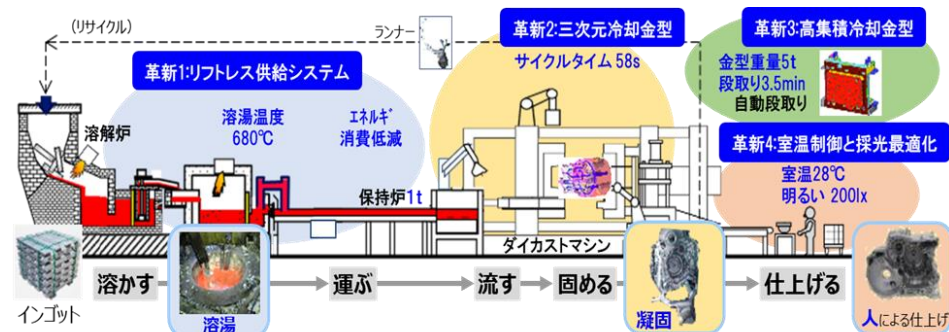 (リサイクル)
ランナー
革新1:リフトレス供給システム
溶解炉
溶湯温度
680℃
エネルギ
消費低減
保持炉1t
革新2:三次元冷却金型
サイクルタイム 58s
ダイカストマシン
革新3:高集積冷却金型
金型重量5t
段取り3.5min
自動段取り
革新4:室温制御と採光最適化
室温28℃
明るい 200lx
インゴット
溶かす
溶湯
運ぶ
流す
固める
凝固
仕上げる
人による仕上げ